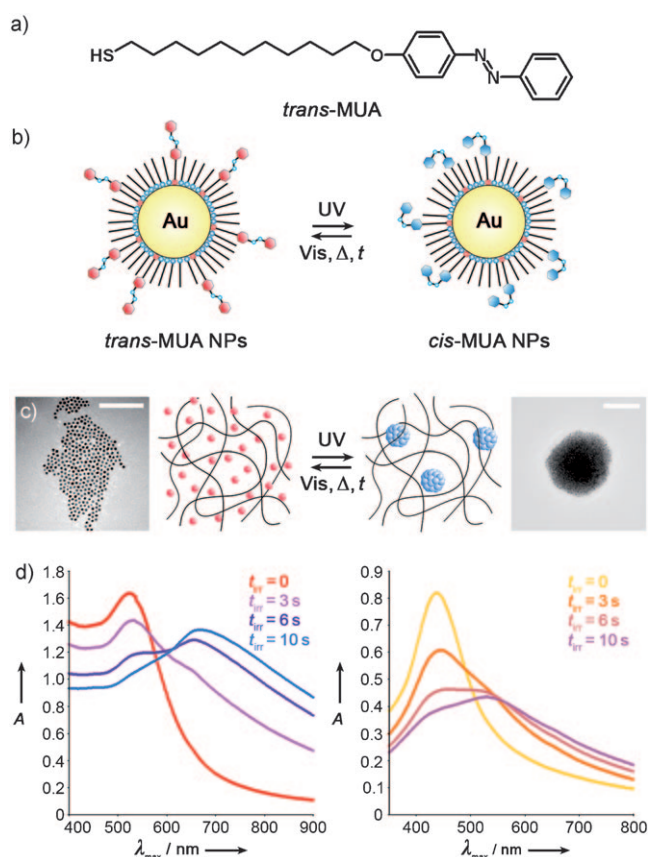 a)
HS
O
N
N
trans-MUA
b)
Au
UV
Vis, Δ, t
Au
trans-MUA NPs
cis-MUA NPs
c)
UV
Vis, Δ, t
d)
1.8
1.6
1.4
1.2
1.0
0.8
0.6
0.4
0.2
0
A
400 500 600 700 800 900
λmax / nm
tirr = 0
tirr = 3 s
tirr = 6 s
tirr = 10 s
0.9
0.8
0.7
0.6
0.5
0.4
0.3
0.2
0.1
0
A
400 500 600 700 800
λmax / nm
tirr = 0
tirr = 3 s
tirr = 6 s
tirr = 10 s